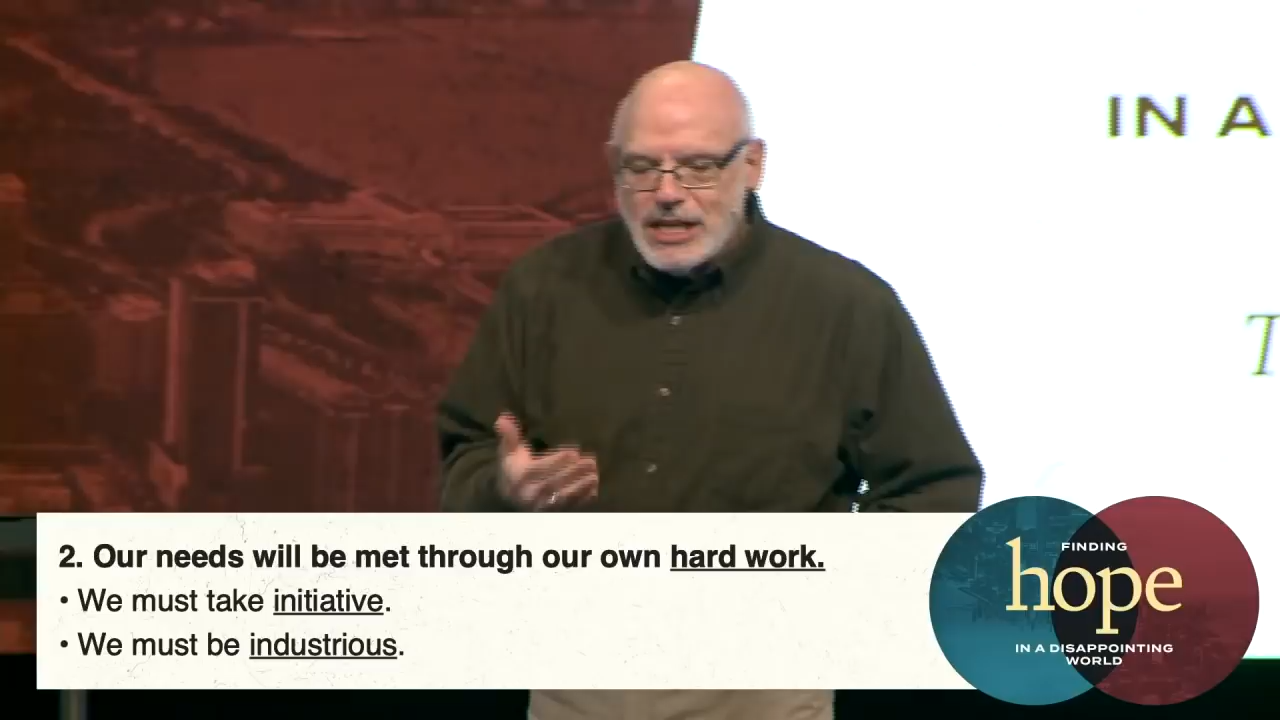 IN A
T
2. Our needs will be met through our own hard work.
• We must take initiative.
• We must be industrious.
FINDING
hope
IN A DISAPPOINTING
WORLD